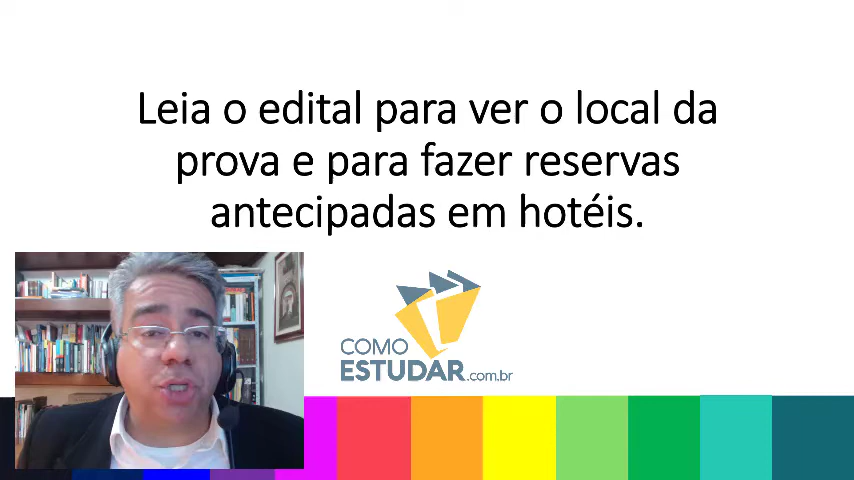 Leia o edital para ver o local da
prova e para fazer reservas
antecipadas em hotéis.
COMO
ESTUDAR.com.br